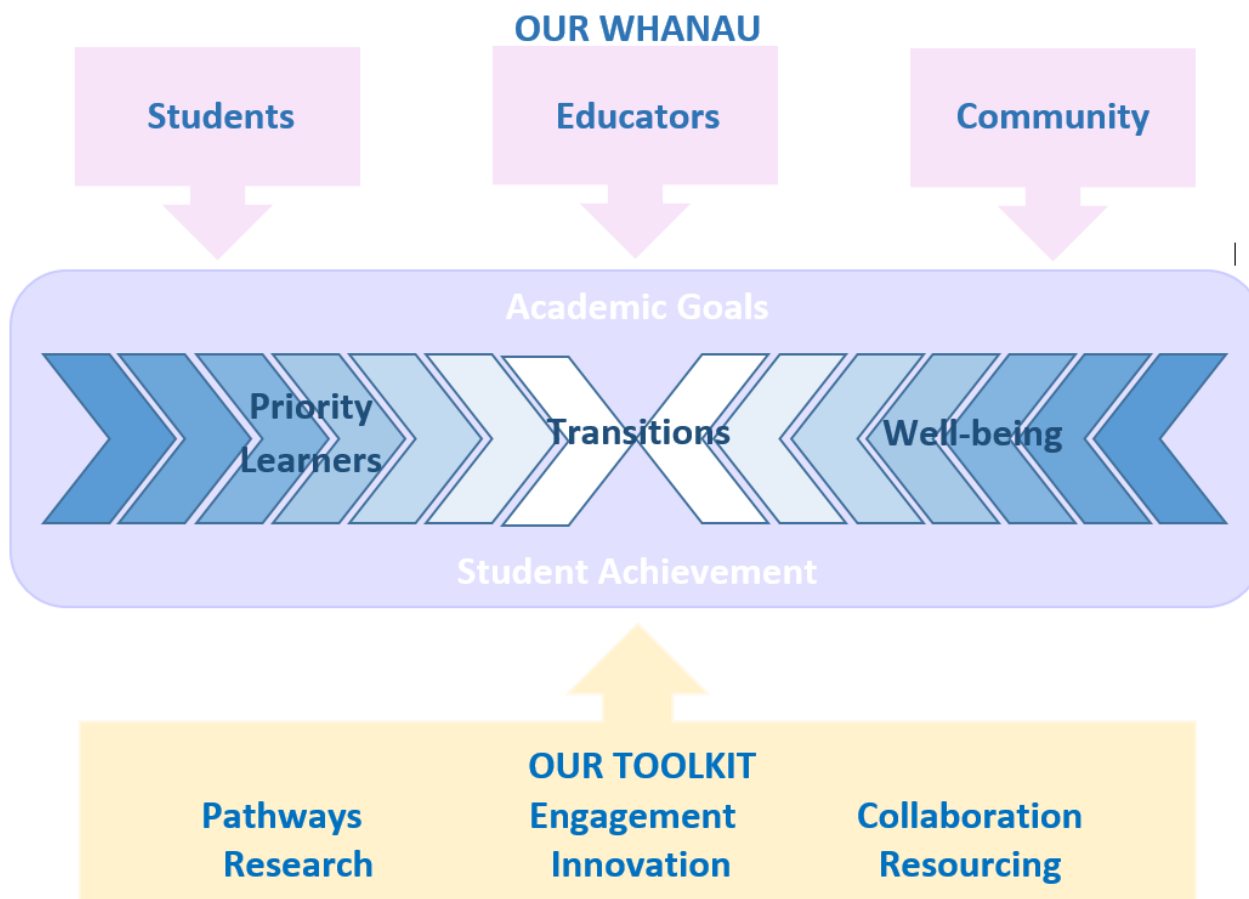 OUR WHANAU
Students Educators Community
Academic Goals
Priority
Learners
Transitions
Well-being
Student Achievement
OUR TOOLKIT
Pathways Engagement Collaboration
Research Innovation Resourcing